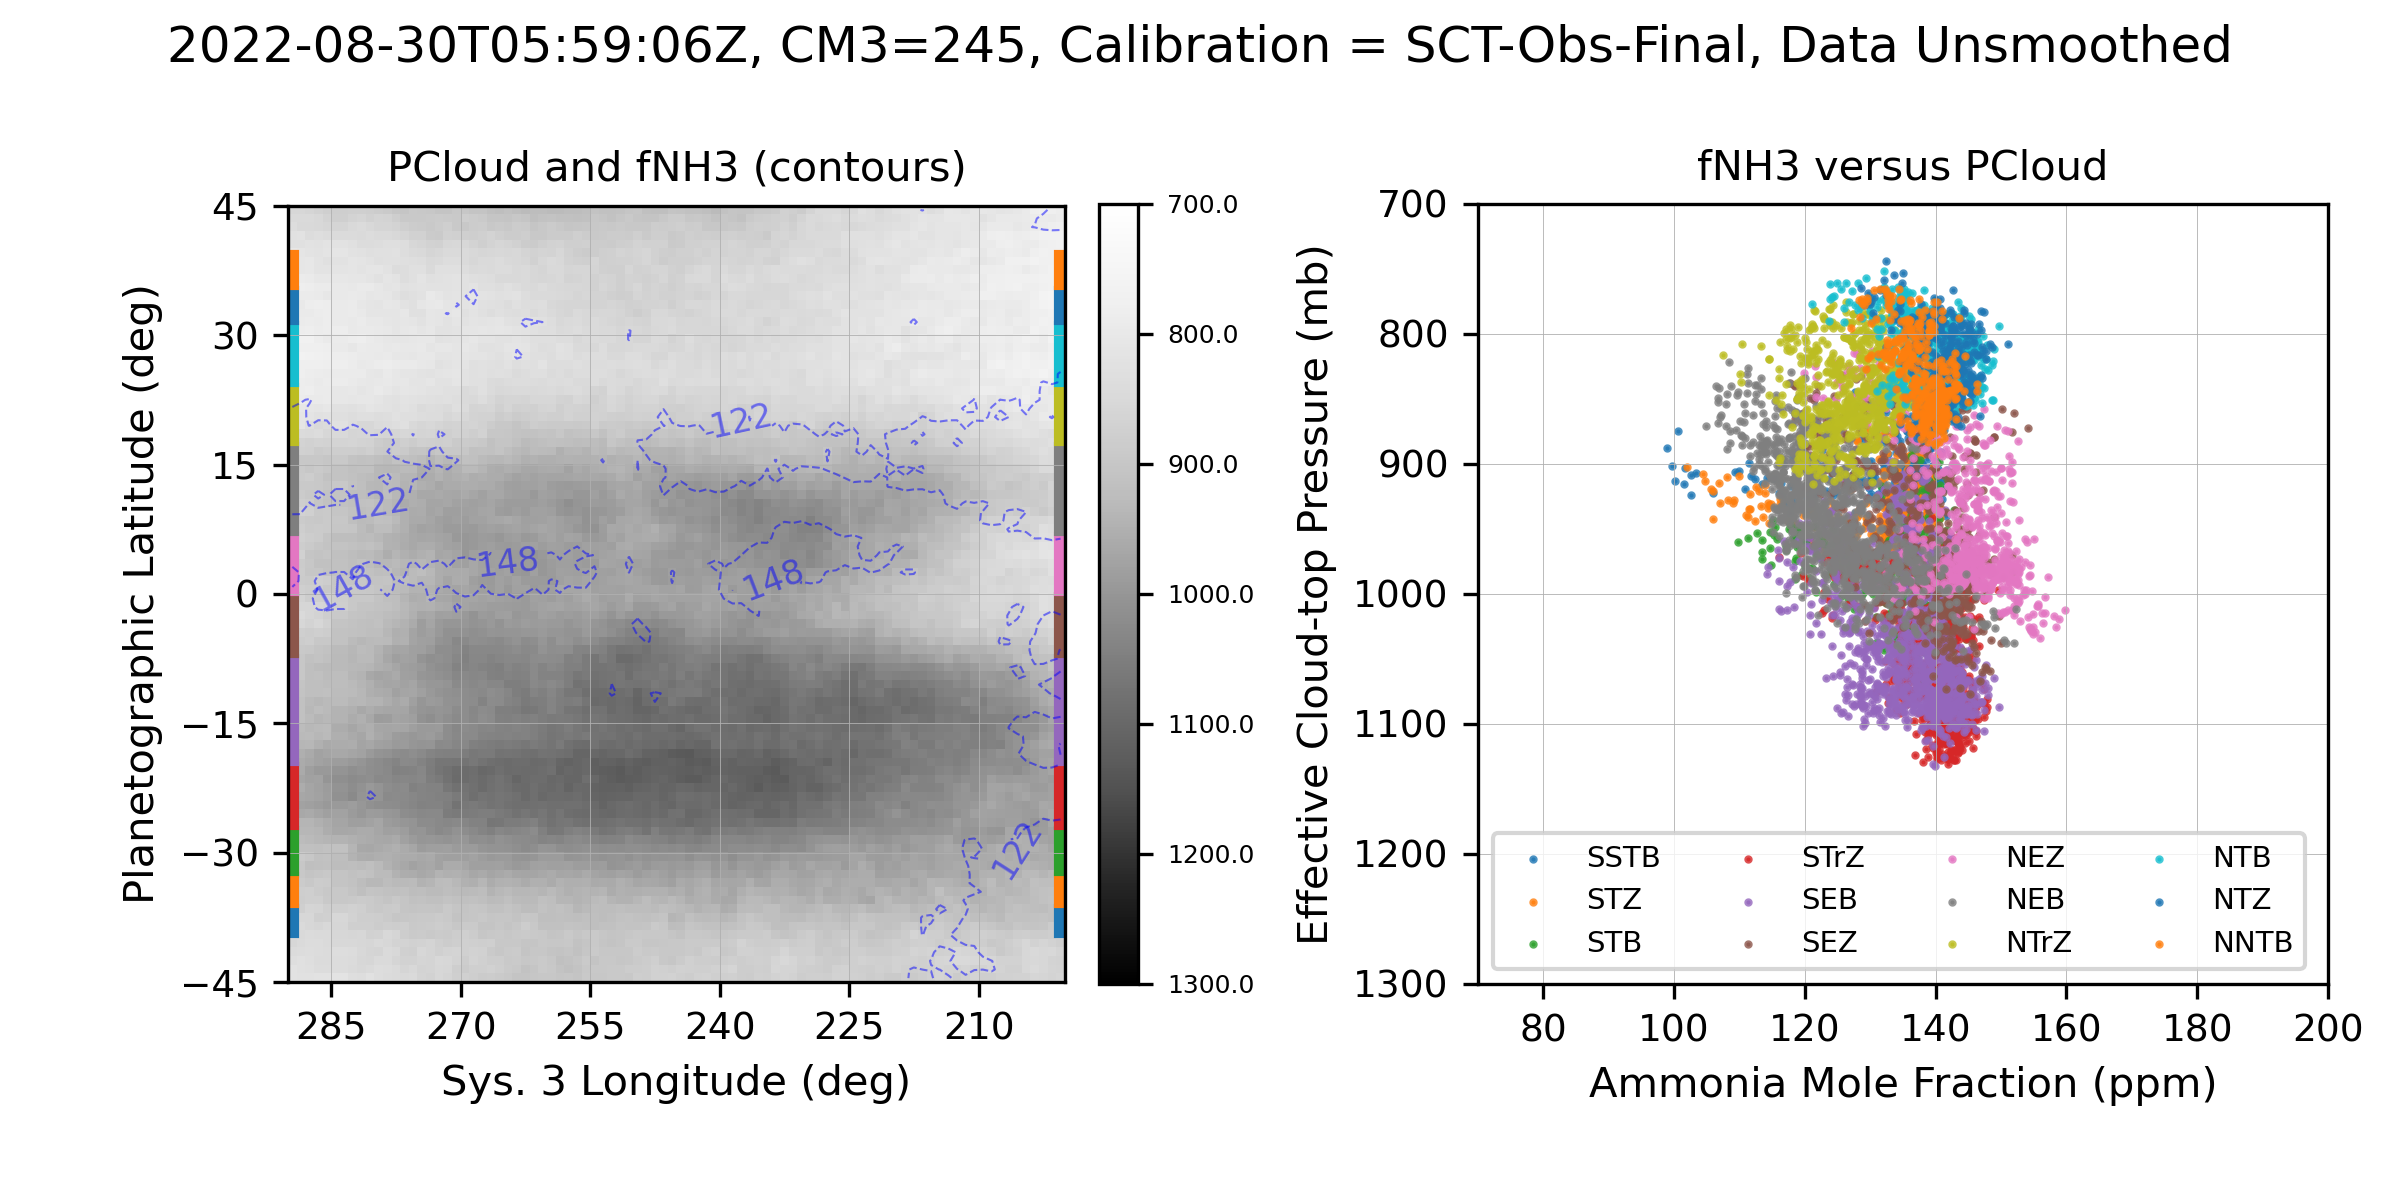 2022-08-30T05:59:06Z, CM3=245, Calibration = SCT-Obs-Final, Data Unsmoothed
PCloud and fNH3 (contours)
Planetographic Latitude (deg)
45
30
15
0
−15
−30
−45
285 270 255 240 225 210
Sys. 3 Longitude (deg)
122
122
148
148
148
122
700.0
800.0
900.0
1000.0
1100.0
1200.0
1300.0
fNH3 versus PCloud
Effective Cloud-top Pressure (mb)
700
800
900
1000
1100
1200
1300
SSTB STrZ NEZ NTB
STZ SEB NEB NTZ
STB SEZ NTrZ NNTB
80 100 120 140 160 180 200
Ammonia Mole Fraction (ppm)